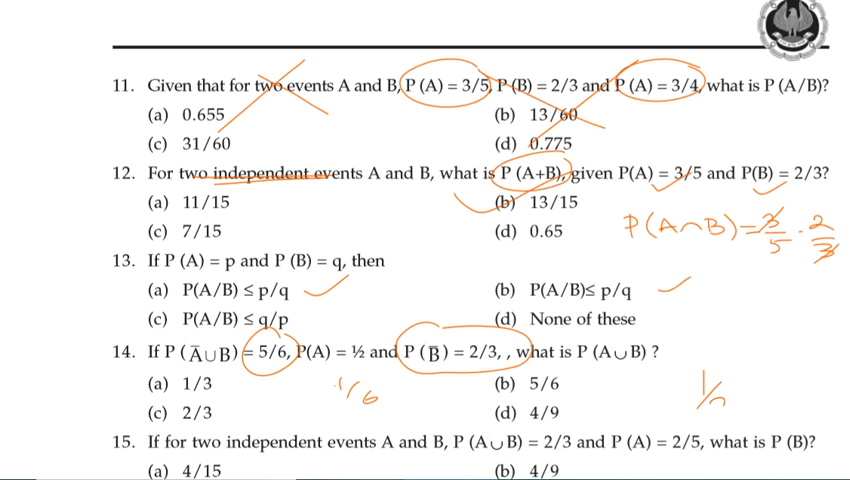 11. Given that for two events A and B, P (A) = 3/5, P (B) = 2/3 and P (A) = 3/4, what is P (A/B)?
(a) 0.655 (b) 13/60
(c) 31/60 (d) 0.775
12. For two independent events A and B, what is P (A+B), given P(A) = 3/5 and P(B) = 2/3?
(a) 11/15 (b) 13/15
(c) 7/15 (d) 0.65
P(A∩B) = 3/5 · 2/3
13. If P (A) = p and P (B) = q, then
(a) P(A/B) ≤ p/q (b) P(A/B)≤ p/q
(c) P(A/B) ≤ q/p (d) None of these
14. If P (A̅∪B) = 5/6, P(A) = ½ and P (B̅) = 2/3, , what is P (A∪B) ?
(a) 1/3 (b) 5/6
1/6
(c) 2/3 (d) 4/9
15. If for two independent events A and B, P (A∪B) = 2/3 and P (A) = 2/5, what is P (B)?
(a) 4/15 (b) 4/9